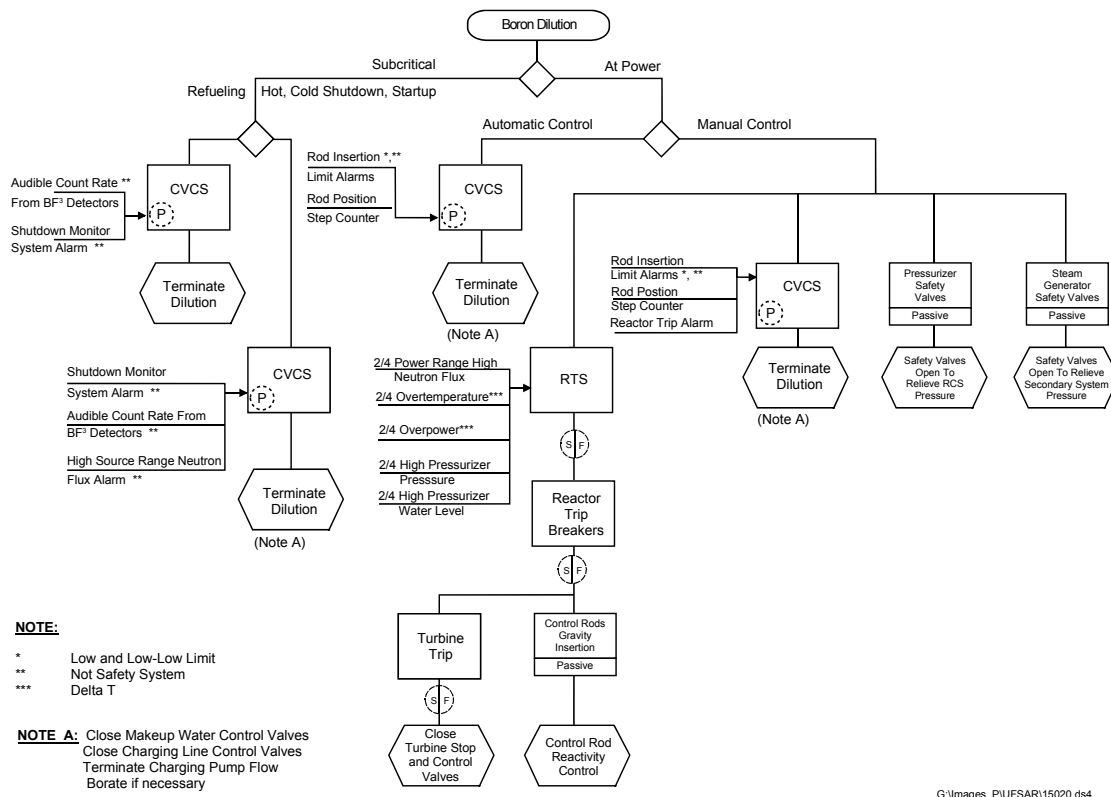 Boron Dilution
Subcritical
At Power
Refueling
Hot, Cold Shutdown, Startup
Automatic Control
Manual Control
Audible Count Rate **
From BF³ Detectors
Shutdown Monitor
System Alarm **
CVCS
P
Terminate
Dilution
Rod Insertion *,**
Limit Alarms
Rod Position
Step Counter
CVCS
P
Terminate
Dilution
(Note A)
Rod Insertion
Limit Alarms *, **
Rod Postion
Step Counter
Reactor Trip Alarm
CVCS
P
Terminate
Dilution
(Note A)
Pressurizer
Safety
Valves
Passive
Safety Valves
Open To
Relieve RCS
Pressure
Steam
Generator
Safety Valves
Passive
Safety Valves
Open To Relieve
Secondary System
Pressure
Shutdown Monitor
System Alarm **
Audible Count Rate From
BF³ Detectors **
High Source Range Neutron
Flux Alarm **
CVCS
P
Terminate
Dilution
(Note A)
2/4 Power Range High
Neutron Flux
2/4 Overtemperature***
2/4 Overpower***
2/4 High Pressurizer
Presssure
2/4 High Pressurizer
Water Level
RTS
S F
Reactor
Trip
Breakers
S F
Turbine
Trip
S F
Close
Turbine Stop
and Control
Valves
Control Rods
Gravity
Insertion
Passive
Control Rod
Reactivity
Control
NOTE:
* Low and Low-Low Limit
** Not Safety System
*** Delta T
NOTE A: Close Makeup Water Control Valves
Close Charging Line Control Valves
Terminate Charging Pump Flow
Borate if necessary
G:\Images_P\UFSAR\15020.ds4